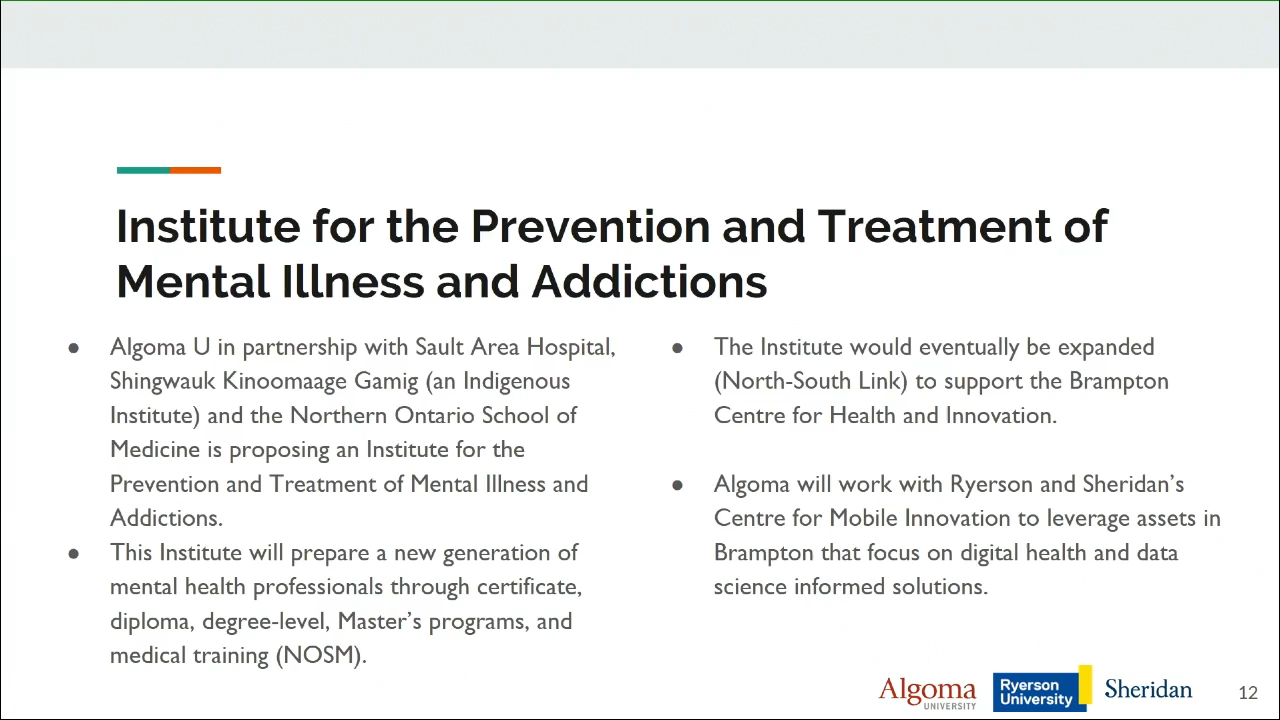 Institute for the Prevention and Treatment of
Mental Illness and Addictions
● Algoma U in partnership with Sault Area Hospital,
Shingwauk Kinoomaage Gamig (an Indigenous
Institute) and the Northern Ontario School of
Medicine is proposing an Institute for the
Prevention and Treatment of Mental Illness and
Addictions.
● This Institute will prepare a new generation of
mental health professionals through certificate,
diploma, degree-level, Master’s programs, and
medical training (NOSM).
● The Institute would eventually be expanded
(North-South Link) to support the Brampton
Centre for Health and Innovation.
● Algoma will work with Ryerson and Sheridan’s
Centre for Mobile Innovation to leverage assets in
Brampton that focus on digital health and data
science informed solutions.
Algoma
UNIVERSITY
Ryerson
University
Sheridan
12